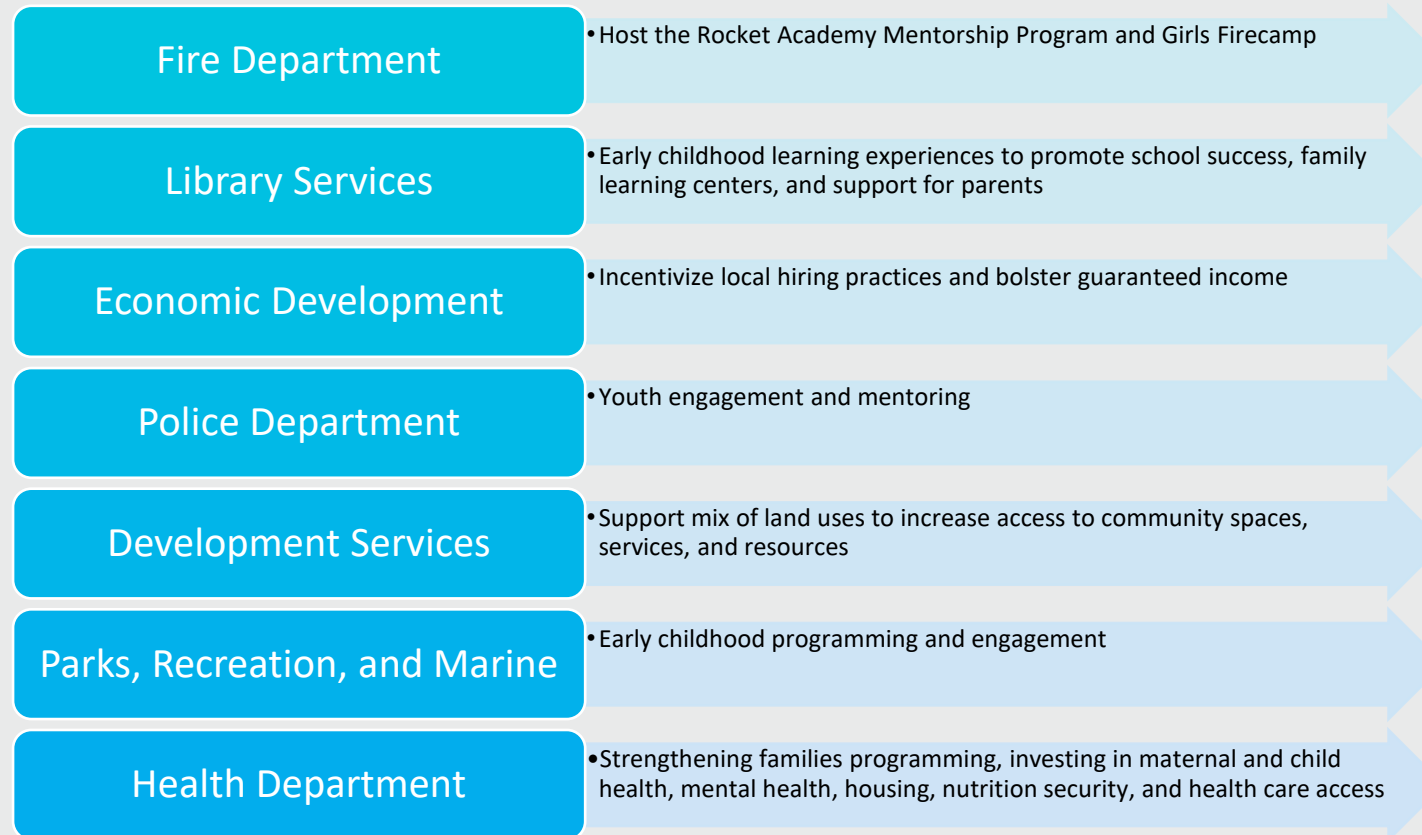 Fire Department
•Host the Rocket Academy Mentorship Program and Girls Firecamp
Library Services
•Early childhood learning experiences to promote school success, family
learning centers, and support for parents
Economic Development
•Incentivize local hiring practices and bolster guaranteed income
Police Department
•Youth engagement and mentoring
Development Services
•Support mix of land uses to increase access to community spaces,
services, and resources
Parks, Recreation, and Marine
•Early childhood programming and engagement
Health Department
•Strengthening families programming, investing in maternal and child
health, mental health, housing, nutrition security, and health care access